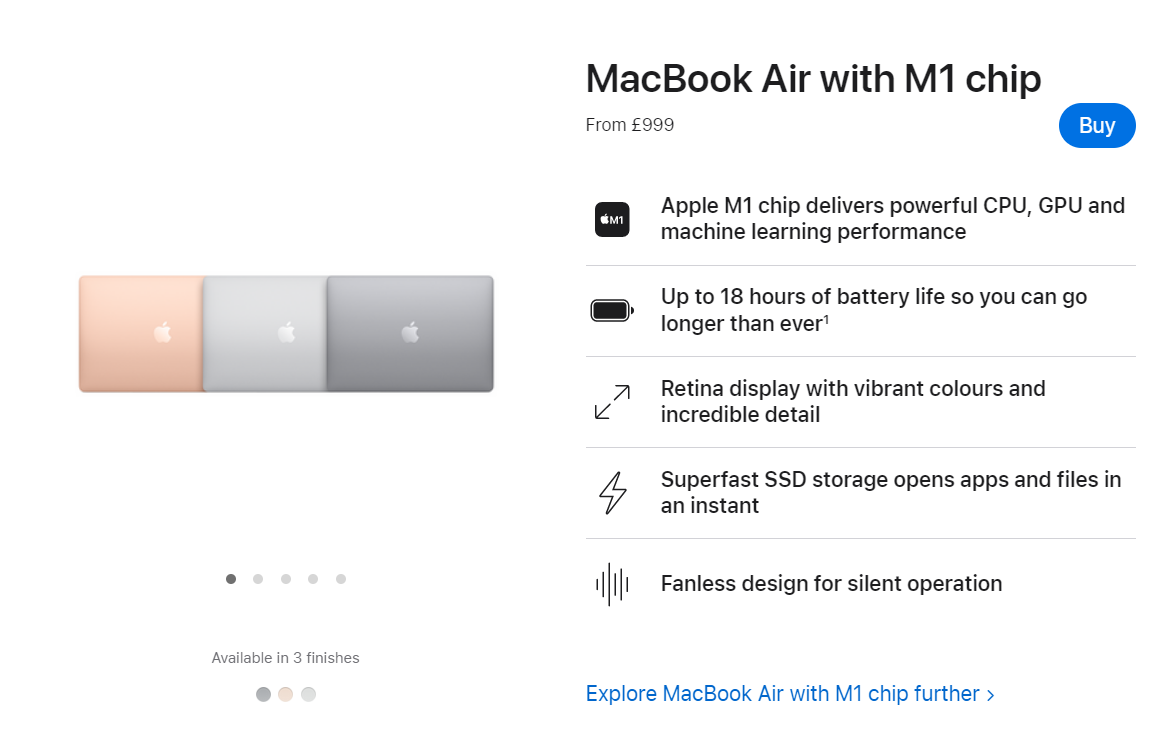 MacBook Air with M1 chip
From £999
Buy
M1
Apple M1 chip delivers powerful CPU, GPU and
machine learning performance
Up to 18 hours of battery life so you can go
longer than ever¹
Retina display with vibrant colours and
incredible detail
Superfast SSD storage opens apps and files in
an instant
Fanless design for silent operation
Available in 3 finishes
Explore MacBook Air with M1 chip further >